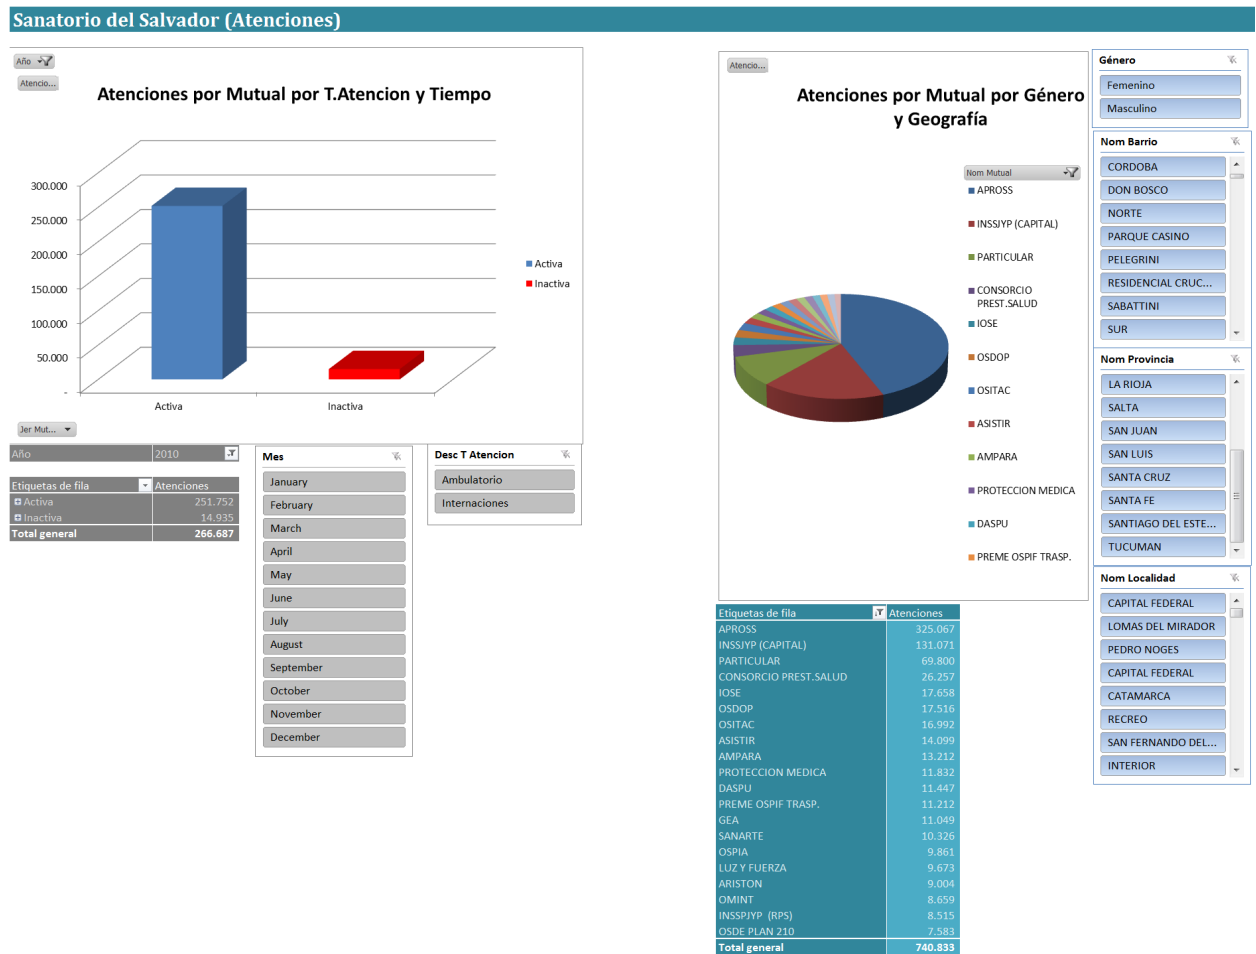 Sanatorio del Salvador (Atenciones)
Año
Atencio...
Atenciones por Mutual por T.Atencion y Tiempo
300.000
250.000
200.000
150.000
100.000
50.000
-
Activa
Inactiva
Activa
Inactiva
Jer Mut...
Año 2010
Etiquetas de fila Atenciones
Activa 251.752
Inactiva 14.935
Total general 266.687
Mes
January
February
March
April
May
June
July
August
September
October
November
December
Desc T Atencion
Ambulatorio
Internaciones
Atencio...
Atenciones por Mutual por Género
y Geografía
Nom Mutual
APROSS
INSSJYP (CAPITAL)
PARTICULAR
CONSORCIO
PREST.SALUD
IOSE
OSDOP
OSITAC
ASISTIR
AMPARA
PROTECCION MEDICA
DASPU
PREME OSPIF TRASP.
Etiquetas de fila Atenciones
APROSS 325.067
INSSJYP (CAPITAL) 131.071
PARTICULAR 69.800
CONSORCIO PREST.SALUD 26.257
IOSE 17.658
OSDOP 17.516
OSITAC 16.992
ASISTIR 14.099
AMPARA 13.212
PROTECCION MEDICA 11.832
DASPU 11.447
PREME OSPIF TRASP. 11.212
GEA 11.049
SANARTE 10.326
OSPIA 9.861
LUZ Y FUERZA 9.673
ARISTON 9.004
OMINT 8.659
INSSPJYP (RPS) 8.515
OSDE PLAN 210 7.583
Total general 740.833
Género
Femenino
Masculino
Nom Barrio
CORDOBA
DON BOSCO
NORTE
PARQUE CASINO
PELEGRINI
RESIDENCIAL CRUC...
SABATTINI
SUR
Nom Provincia
LA RIOJA
SALTA
SAN JUAN
SAN LUIS
SANTA CRUZ
SANTA FE
SANTIAGO DEL ESTE...
TUCUMAN
Nom Localidad
CAPITAL FEDERAL
LOMAS DEL MIRADOR
PEDRO NOGES
CAPITAL FEDERAL
CATAMARCA
RECREO
SAN FERNANDO DEL...
INTERIOR